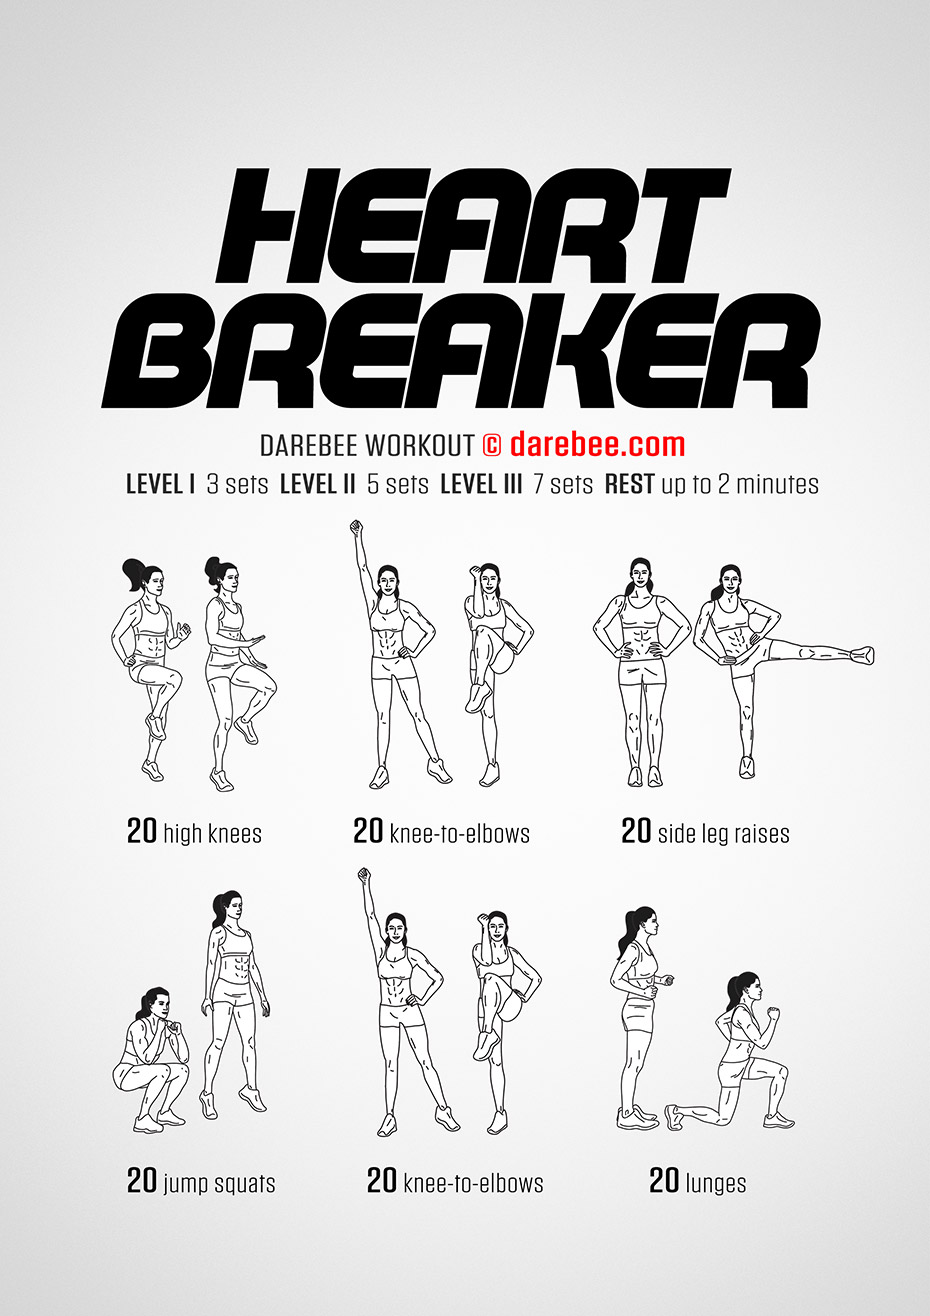 HEART
BREAKER
DAREBEE WORKOUT © darebee.com
LEVEL I 3 sets LEVEL II 5 sets LEVEL III 7 sets REST up to 2 minutes
20 high knees
20 knee-to-elbows
20 side leg raises
20 jump squats
20 knee-to-elbows
20 lunges